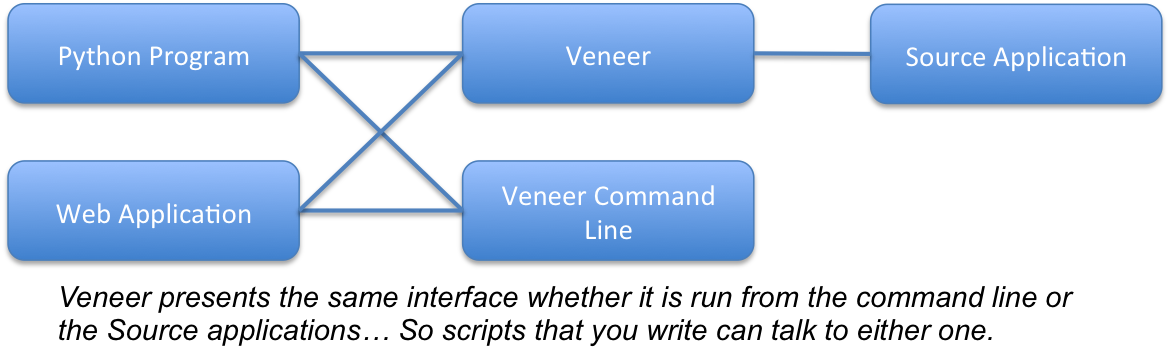 Python Program
Veneer
Source Application
Web Application
Veneer Command
Line
Veneer presents the same interface whether it is run from the command line or
the Source applications… So scripts that you write can talk to either one.